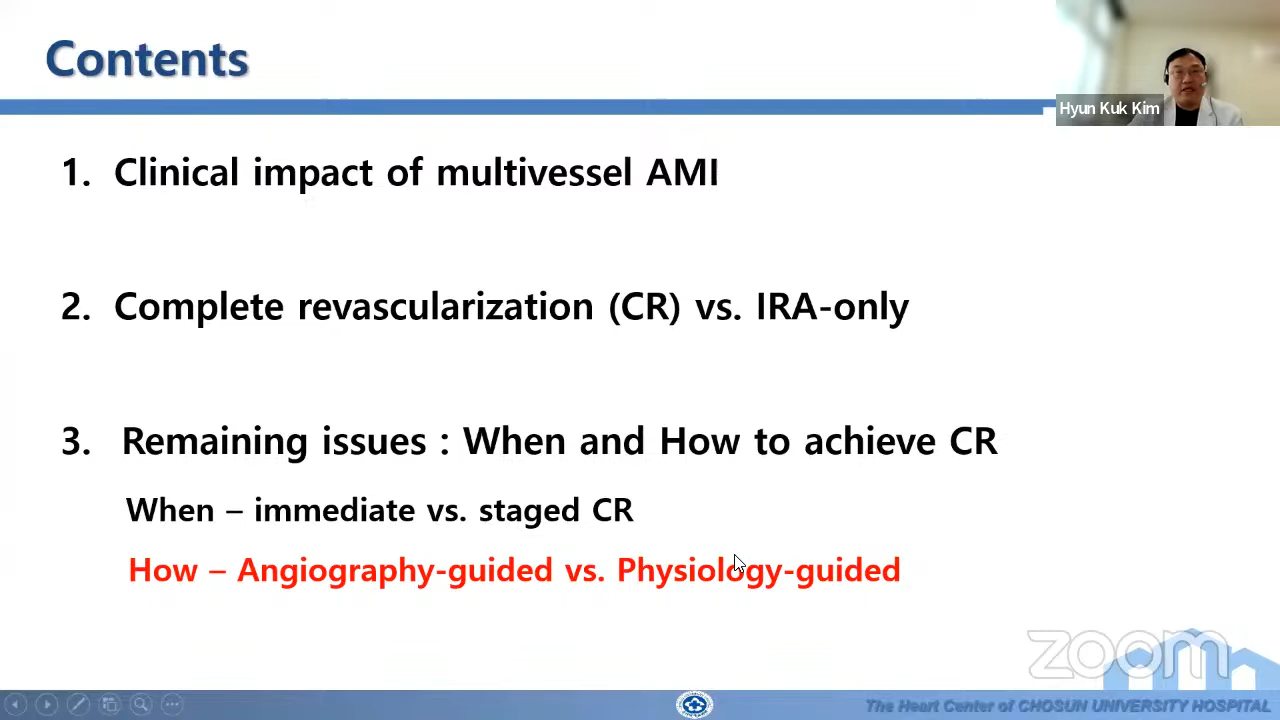 Contents
Hyun Kuk Kim
1. Clinical impact of multivessel AMI
2. Complete revascularization (CR) vs. IRA-only
3. Remaining issues : When and How to achieve CR
When – immediate vs. staged CR
How – Angiography-guided vs. Physiology-guided
zoom
The Heart Center of CHOSUN UNIVERSITY HOSPITAL